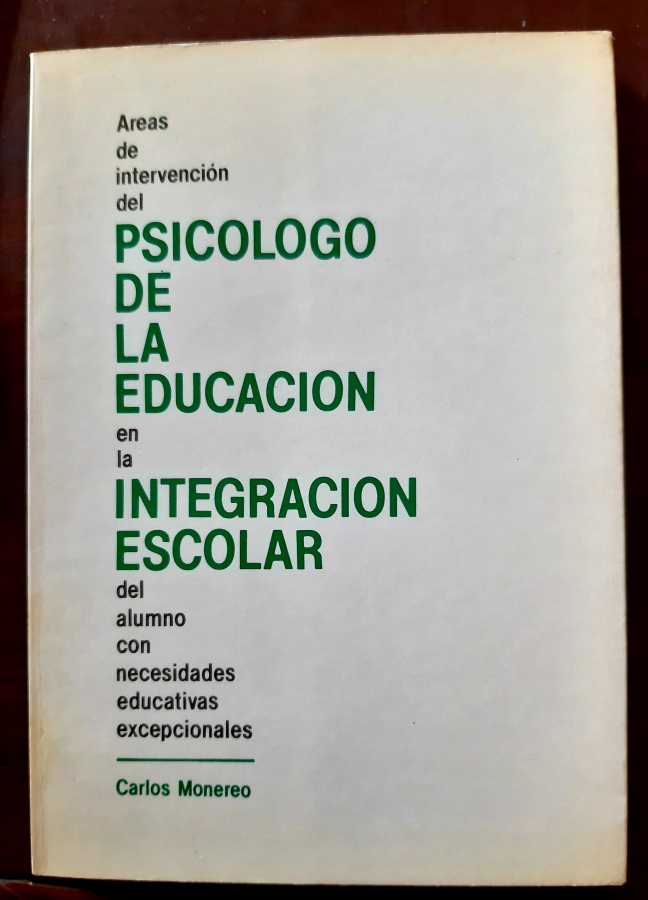 Areas
de
intervención
del
PSICOLOGO
DE
LA
EDUCACION
en
la
INTEGRACION
ESCOLAR
del
alumno
con
necesidades
educativas
excepcionales
Carlos Monereo